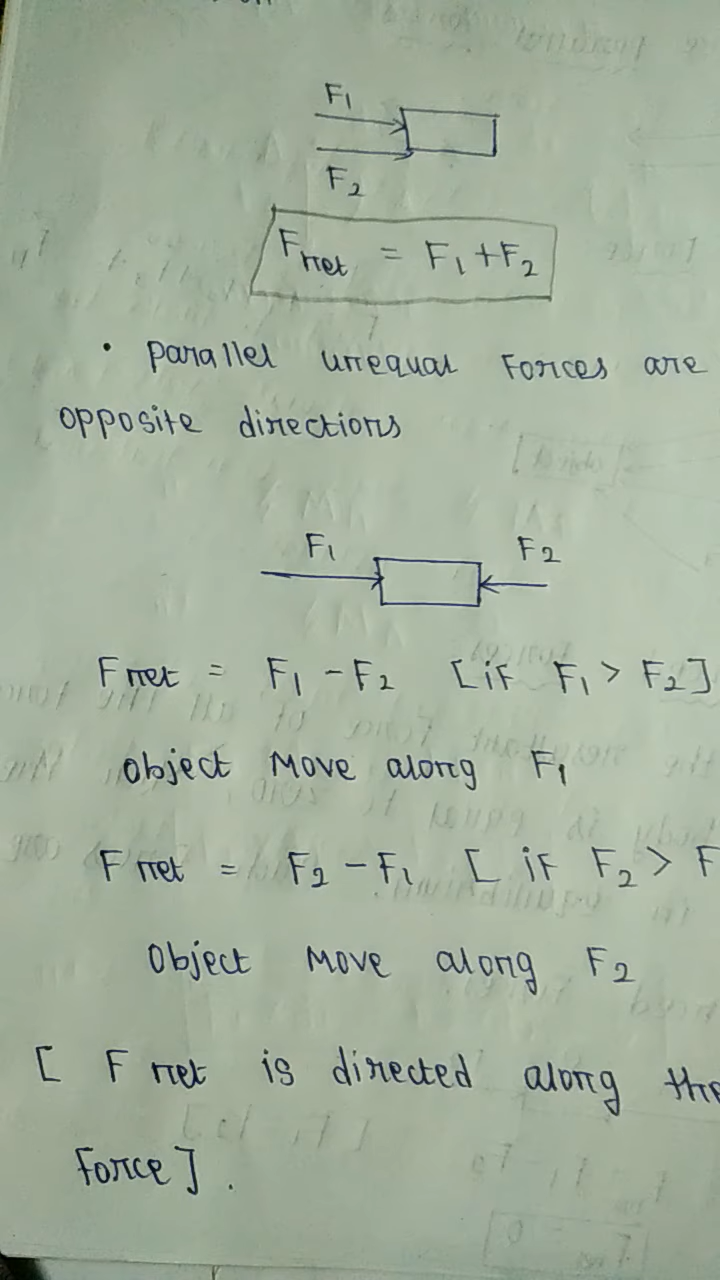 F1
F2
Fnet = F1 + F2
• parallel unequal Forces are
opposite directions
F1 F2
Fnet = F1 - F2 [if F1 > F2]
object move along F1
Fnet = F2 - F1 [if F2 > F
object move along F2
[ Fnet is directed along the
Force].